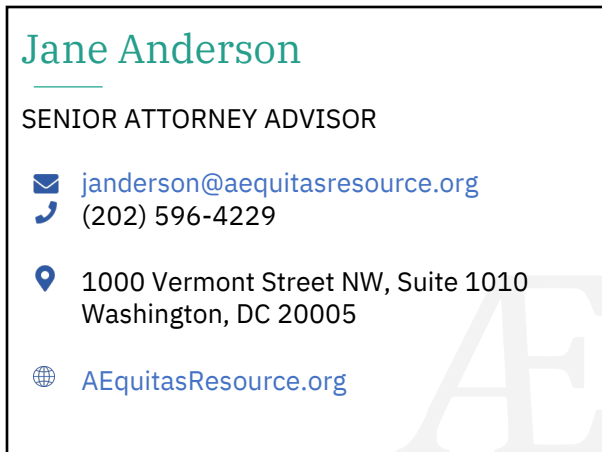 Jane Anderson
SENIOR ATTORNEY ADVISOR
janderson@aequitasresource.org
(202) 596-4229
1000 Vermont Street NW, Suite 1010
Washington, DC 20005
AEquitasResource.org
Æ